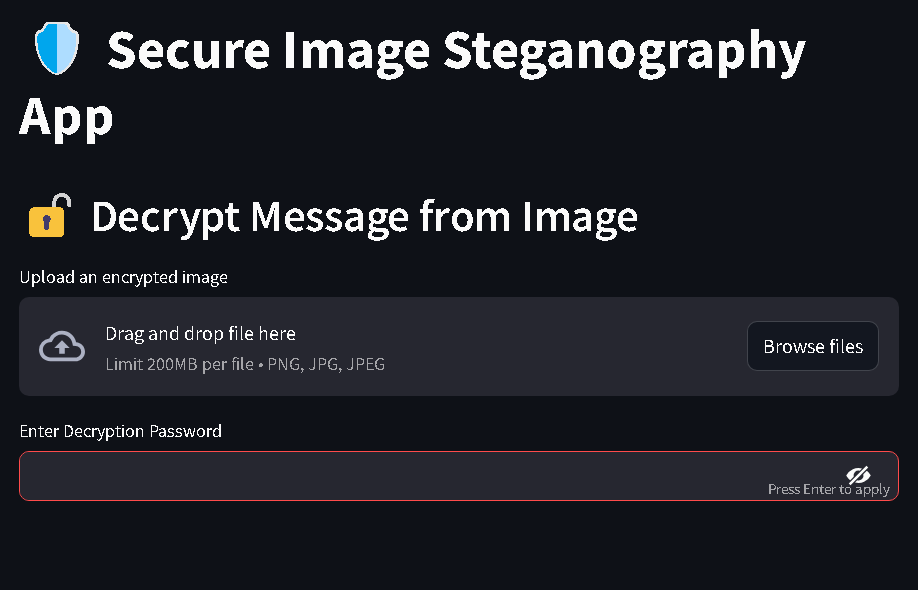 Secure Image Steganography
App
Decrypt Message from Image
Upload an encrypted image
Drag and drop file here
Limit 200MB per file • PNG, JPG, JPEG
Browse files
Enter Decryption Password
Press Enter to apply